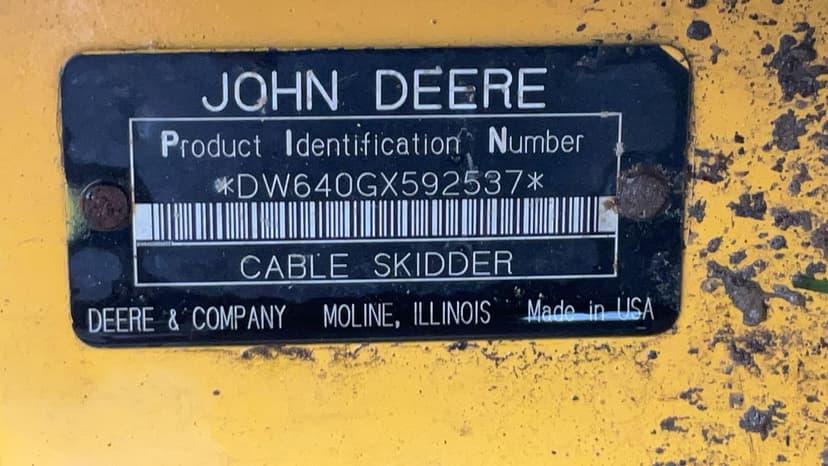 JOHN DEERE
Product Identification Number
*DW640GX592537*
CABLE SKIDDER
DEERE & COMPANY MOLINE, ILLINOIS Made in USA